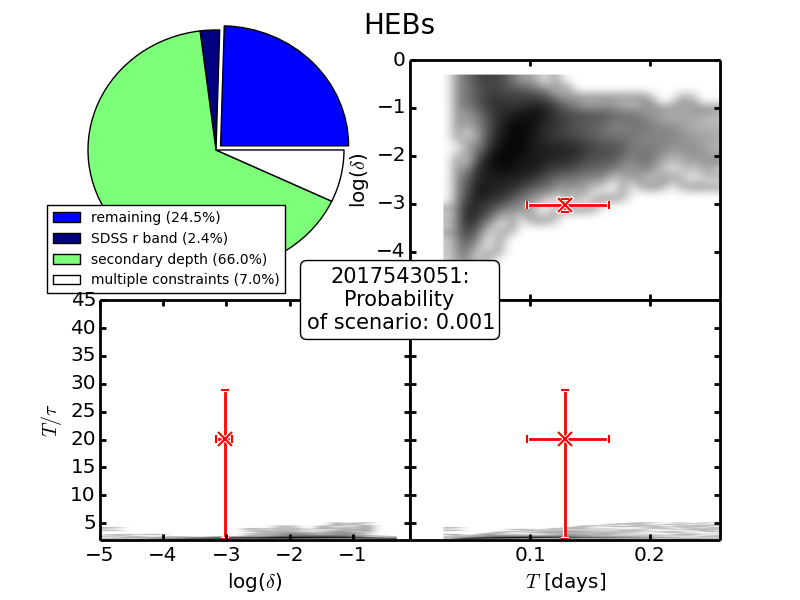 HEBs
remaining (24.5%)
SDSS r band (2.4%)
secondary depth (66.0%)
multiple constraints (7.0%)
log(δ)
0
−1
−2
−3
−4
2017543051:
Probability
of scenario: 0.001
T/τ
45
40
35
30
25
20
15
10
5
−5 −4 −3 −2 −1
log(δ)
0.1 0.2
T [days]